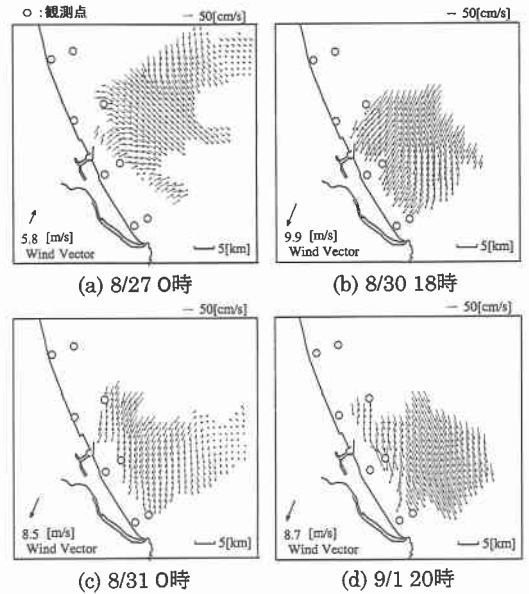 ○ :観測点
― 50[cm/s]
5.8 [m/s]
Wind Vector
5[km]
(a) 8/27 0時
― 50[cm/s]
9.9 [m/s]
Wind Vector
5[km]
(b) 8/30 18時
― 50[cm/s]
8.5 [m/s]
Wind Vector
5[km]
(c) 8/31 0時
― 50[cm/s]
8.7 [m/s]
Wind Vector
5[km]
(d) 9/1 20時